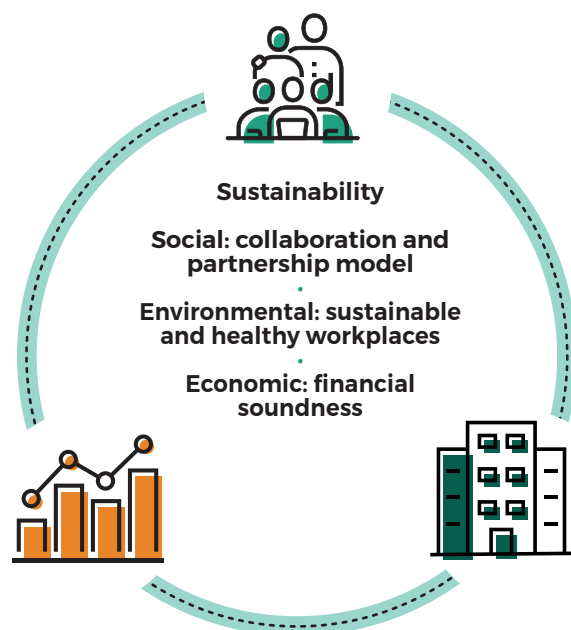 Sustainability
Social: collaboration and
partnership model
Environmental: sustainable
and healthy workplaces
Economic: financial
soundness